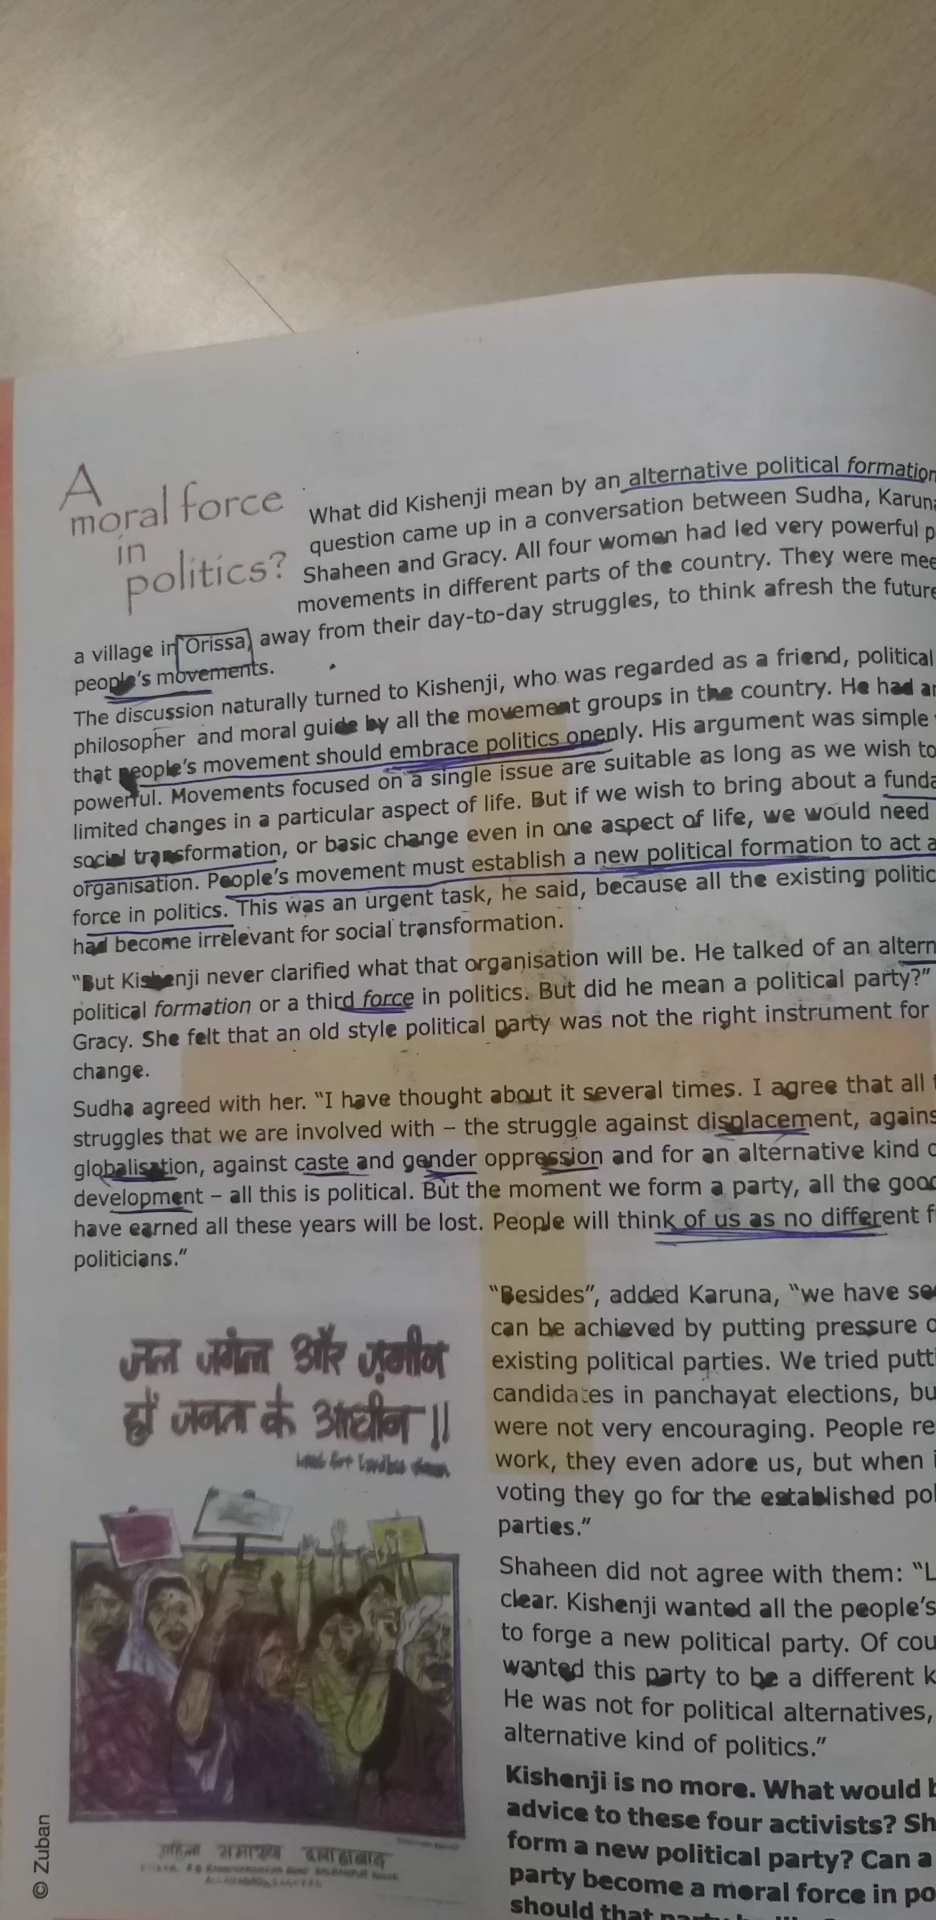 A
moral force
in
politics?
What did Kishenji mean by an alternative political formation
question came up in a conversation between Sudha, Karuna
Shaheen and Gracy. All four women had led very powerful p
movements in different parts of the country. They were mee
a village in Orissa, away from their day-to-day struggles, to think afresh the future
people's movements.
The discussion naturally turned to Kishenji, who was regarded as a friend, political
philosopher and moral guide by all the movement groups in the country. He had ar
that people's movement should embrace politics openly. His argument was simple
powerful. Movements focused on a single issue are suitable as long as we wish to
limited changes in a particular aspect of life. But if we wish to bring about a funda
social transformation, or basic change even in one aspect of life, we would need
organisation. People's movement must establish a new political formation to act a
force in politics. This was an urgent task, he said, because all the existing politic
had become irrelevant for social transformation.
"But Kishenji never clarified what that organisation will be. He talked of an altern
political formation or a third force in politics. But did he mean a political party?"
Gracy. She felt that an old style political party was not the right instrument for
change.
Sudha agreed with her. "I have thought about it several times. I agree that all t
struggles that we are involved with – the struggle against displacement, agains
globalisation, against caste and gender oppression and for an alternative kind o
development – all this is political. But the moment we form a party, all the good
have earned all these years will be lost. People will think of us as no different f
politicians."
"Besides", added Karuna, "we have se
can be achieved by putting pressure o
existing political parties. We tried putt
candidates in panchayat elections, bu
were not very encouraging. People re
work, they even adore us, but when i
voting they go for the established pol
parties."
Shaheen did not agree with them: "L
clear. Kishenji wanted all the people's
to forge a new political party. Of cou
wanted this party to be a different k
He was not for political alternatives,
alternative kind of politics."
Kishenji is no more. What would b
advice to these four activists? Sh
form a new political party? Can a
party become a moral force in po
should that party
जल जंगल और ज़मीन
हों जनता के आधीन ||
© Zuban